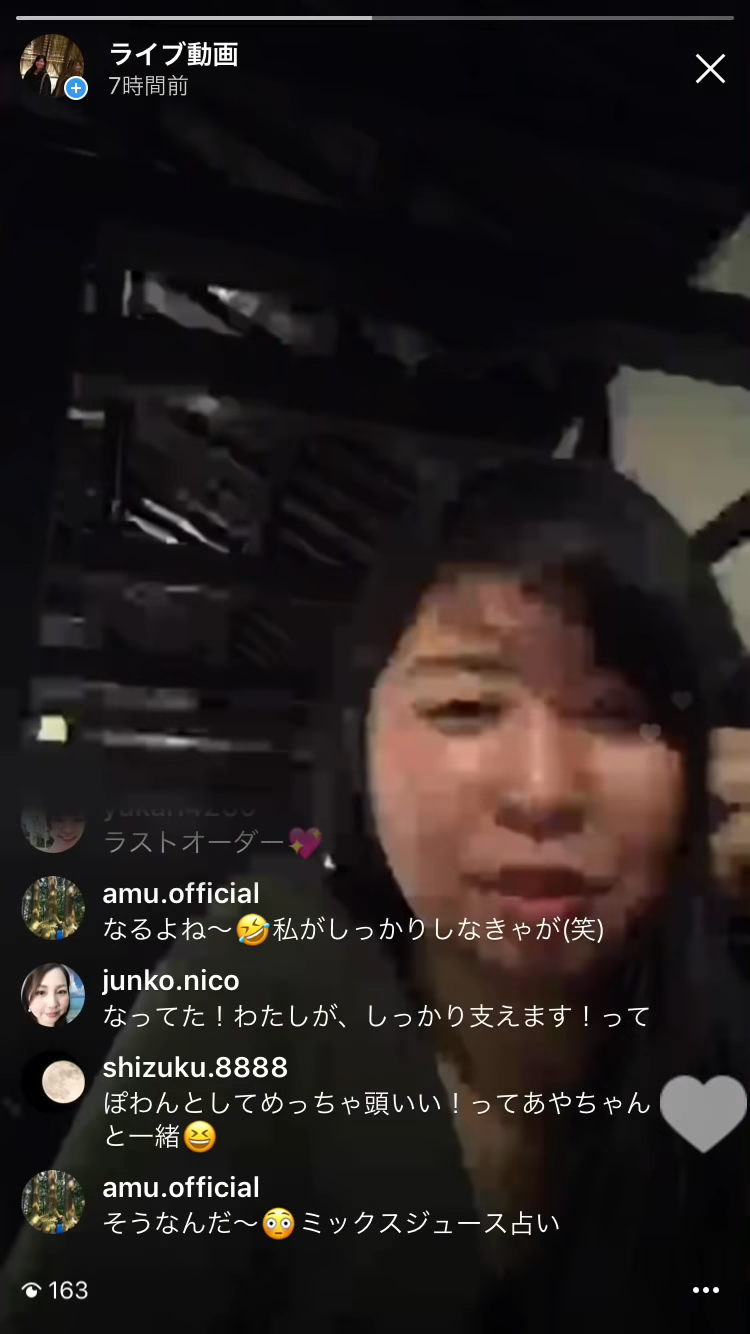 ライブ動画
7時間前
ラストオーダー💖
amu.official
なるよね〜🤣私がしっかりしなきゃが(笑)
junko.nico
なってた！わたしが、しっかり支えます！って
shizuku.8888
ぽわんとしてめっちゃ頭いい！ってあやちゃん
と一緒😆
amu.official
そうなんだ〜😳ミックスジュース占い
163